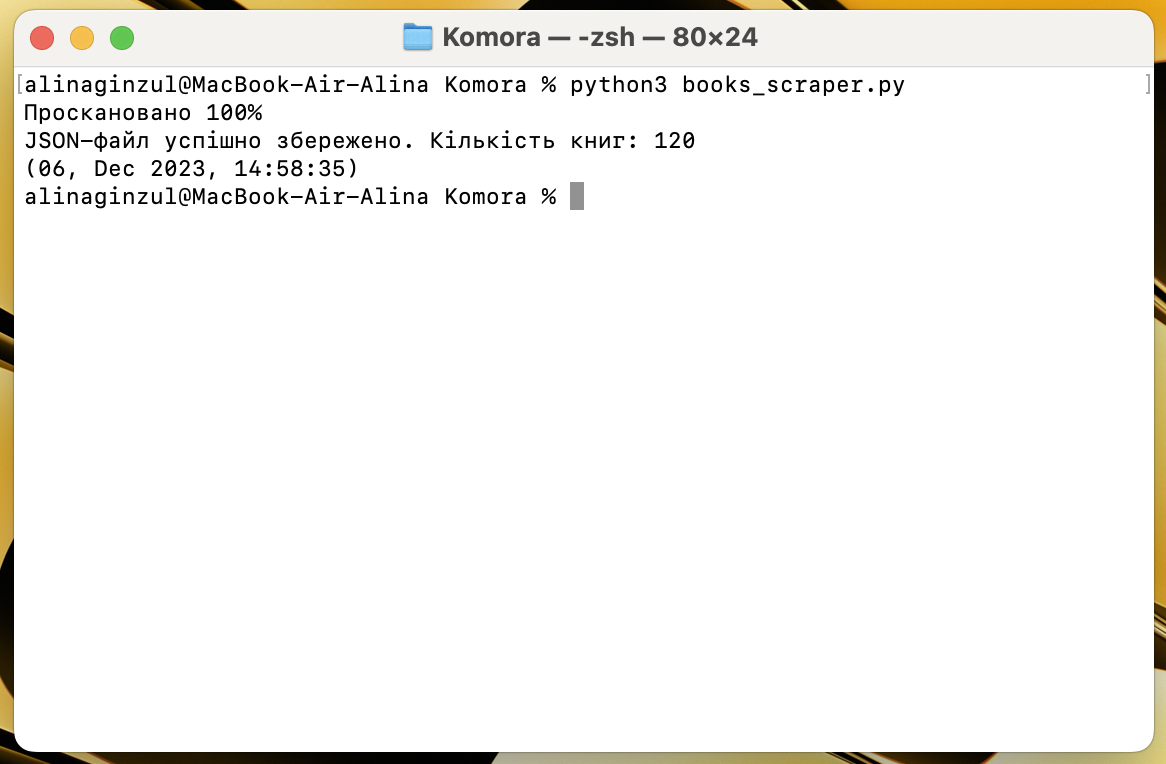 Komora — -zsh — 80×24
[alinaginzul@MacBook-Air-Alina Komora % python3 books_scraper.py ]
Проскановано 100%
JSON-файл успішно збережено. Кількість книг: 120
(06, Dec 2023, 14:58:35)
alinaginzul@MacBook-Air-Alina Komora %